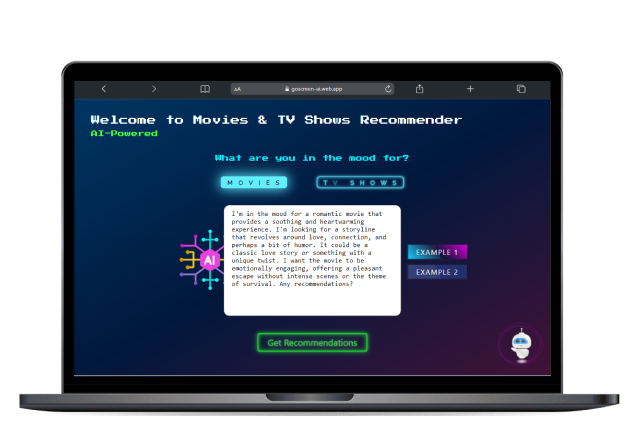 AA
goscreen-ai.web.app
Welcome to Movies & TV Shows Recommender
AI-Powered
What are you in the mood for?
MOVIES
TV SHOWS
I'm in the mood for a romantic movie that
provides a soothing and heartwarming
experience. I'm looking for a storyline
that revolves around love, connection, and
perhaps a bit of humor. It could be a
classic love story or something with a
unique twist. I want the movie to be
emotionally engaging, offering a pleasant
escape without intense scenes or the theme
of survival. Any recommendations?
AI
EXAMPLE 1
EXAMPLE 2
Get Recommendations